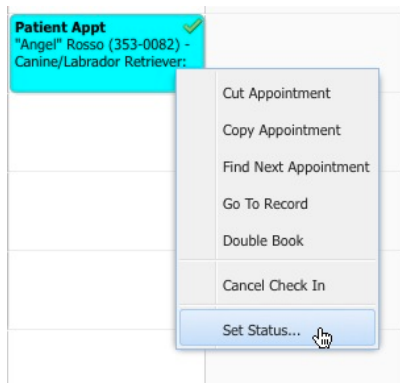 Patient Appt
"Angel" Rosso (353-0082) -
Canine/Labrador Retriever:
Cut Appointment
Copy Appointment
Find Next Appointment
Go To Record
Double Book
Cancel Check In
Set Status...